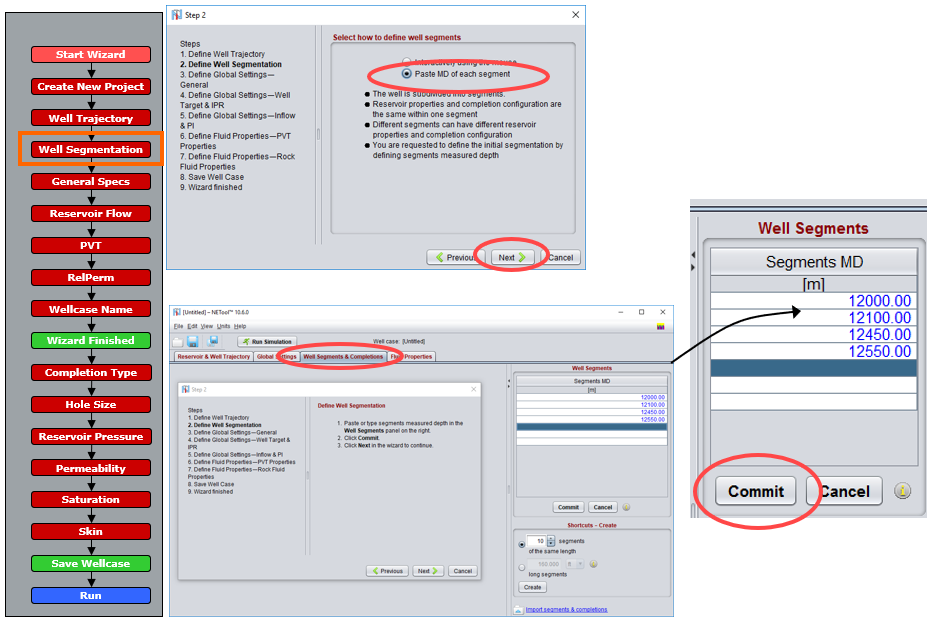 Start Wizard
Create New Project
Well Trajectory
Well Segmentation
General Specs
Reservoir Flow
PVT
RelPerm
Wellcase Name
Wizard Finished
Completion Type
Hole Size
Reservoir Pressure
Permeability
Saturation
Skin
Save Wellcase
Run
Step 2
Steps
1. Define Well Trajectory
2. Define Well Segmentation
3. Define Global Settings—
General
4. Define Global Settings—Well
Target & IPR
5. Define Global Settings—Inflow
& PI
6. Define Fluid Properties—PVT
Properties
7. Define Fluid Properties—Rock
Fluid Properties
8. Save Well Case
9. Wizard finished
Select how to define well segments
Interactively using the mouse
Paste MD of each segment
The well is subdivided into segments.
Reservoir properties and completion configuration are
the same within one segment
Different segments can have different reservoir
properties and completion configuration
You are requested to define the initial segmentation by
defining segments measured depth
Previous
Next
Cancel
[Untitled] - NETool™ 10.6.0
File Edit View Units Help
Run Simulation
Well case: [Untitled]
Reservoir & Well Trajectory
Global Settings
Well Segments & Completions
Fluid Properties
Step 2
Steps
1. Define Well Trajectory
2. Define Well Segmentation
3. Define Global Settings—General
4. Define Global Settings—Well Target &
IPR
5. Define Global Settings—Inflow & PI
6. Define Fluid Properties—PVT Properties
7. Define Fluid Properties—Rock Fluid
Properties
8. Save Well Case
9. Wizard finished
Define Well Segmentation
1. Paste or type segments measured depth in the
Well Segments panel on the right.
2. Click Commit.
3. Click Next in the wizard to continue.
Previous
Next
Cancel
Well Segments
Segments MD
[m]
12000.00
12100.00
12450.00
12550.00
Commit
Cancel
Shortcuts - Create
10 segments
of the same length
100.000
long segments
Create
Import segments & completions
Well Segments
Segments MD
[m]
12000.00
12100.00
12450.00
12550.00
Commit
Cancel